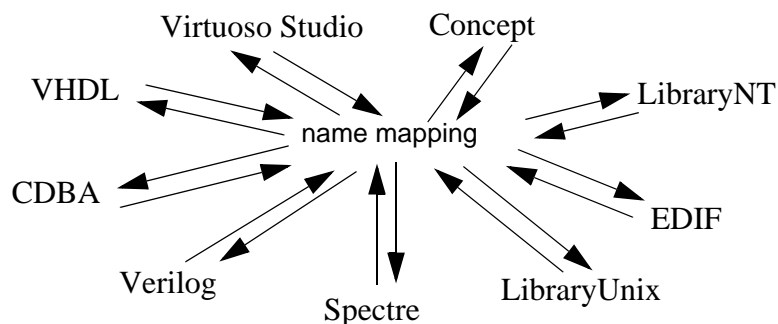 Virtuoso Studio
Concept
VHDL
LibraryNT
name mapping
CDBA
EDIF
Verilog
LibraryUnix
Spectre